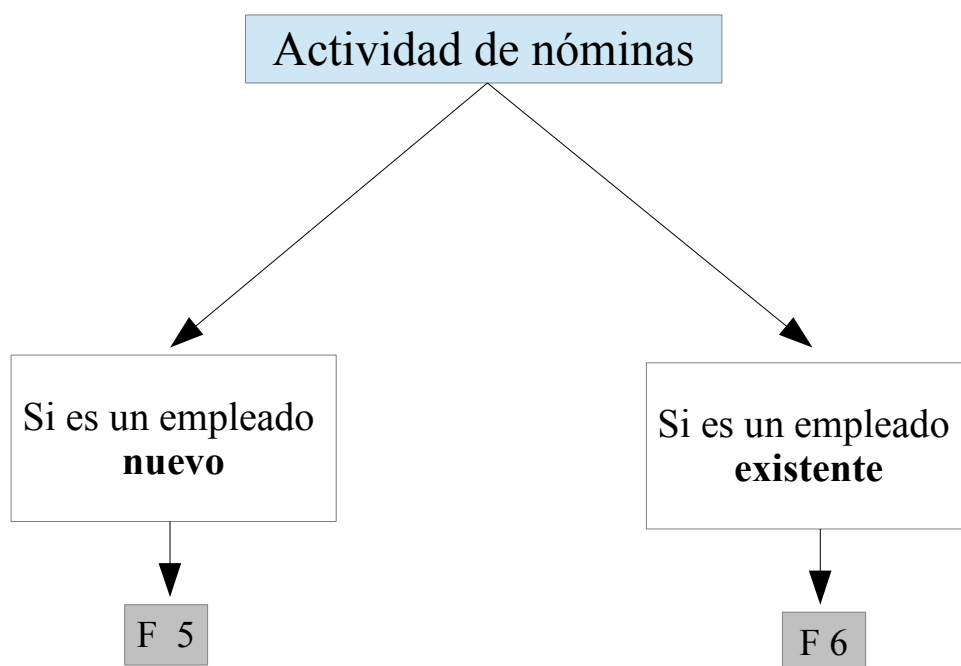 Actividad de nóminas
Si es un empleado
nuevo
Si es un empleado
existente
F 5
F 6